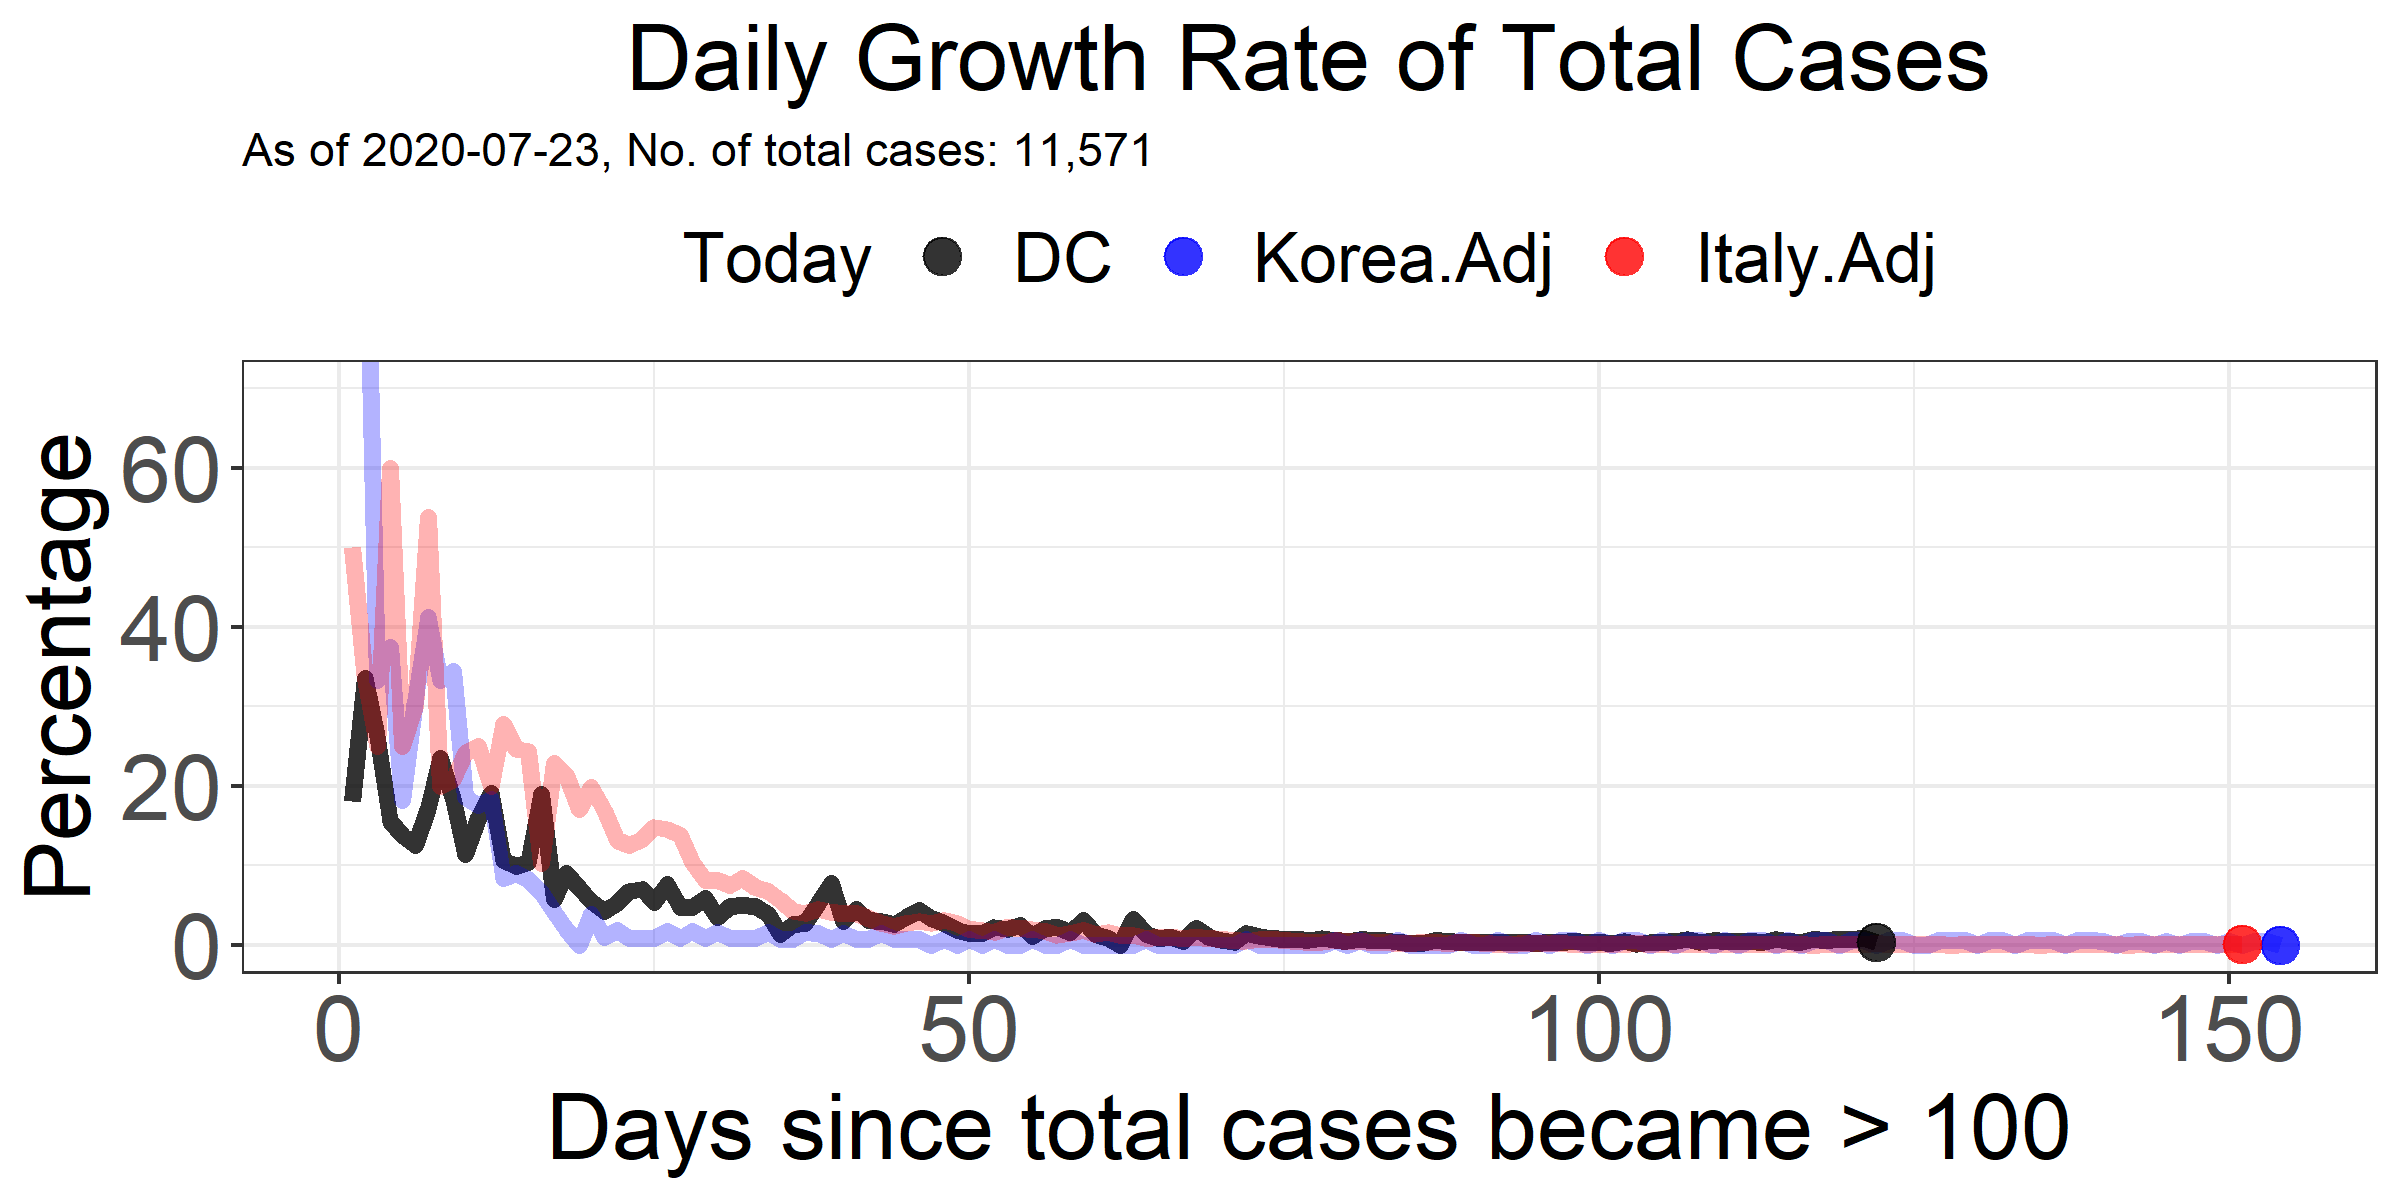 Daily Growth Rate of Total Cases
As of 2020-07-23, No. of total cases: 11,571
Today DC Korea.Adj Italy.Adj
Percentage
60
40
20
0
0 50 100 150
Days since total cases became > 100